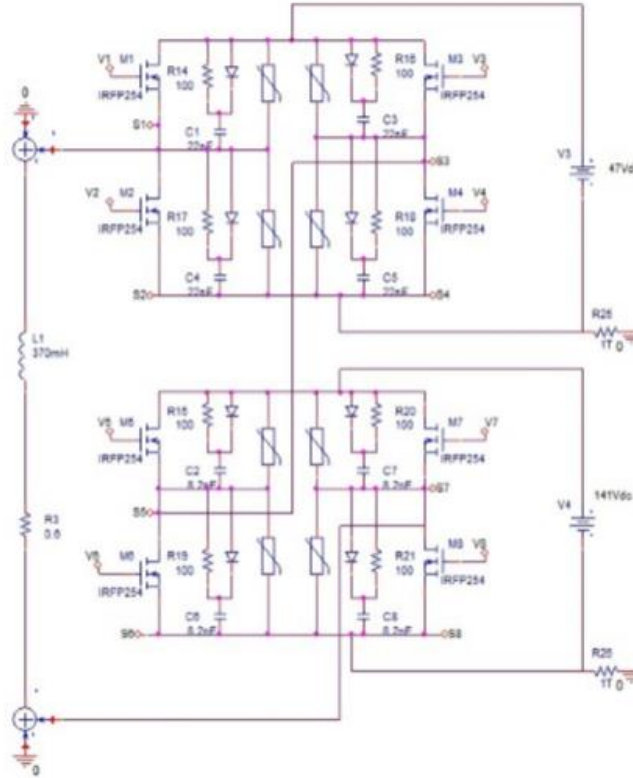 V1
M1
R14
100
IRFP254
R16
100
M3
V3
IRFP254
0
S1
C1
22nF
C3
22nF
S3
V3
47Vd
V2
M2
R17
100
IRFP254
R18
100
M4
V4
IRFP254
C4
22nF
C5
22nF
S2
S4
R26
1T
0
L1
370mH
V5
M5
R15
100
IRFP254
R20
100
M7
V7
IRFP254
C2
8.2nF
C7
8.2nF
S5
S7
V4
141Vdc
R3
0.6
M6
R19
100
IRFP254
R21
100
M8
IRFP254
C6
8.2nF
C8
8.2nF
S6
S8
1T
0
0